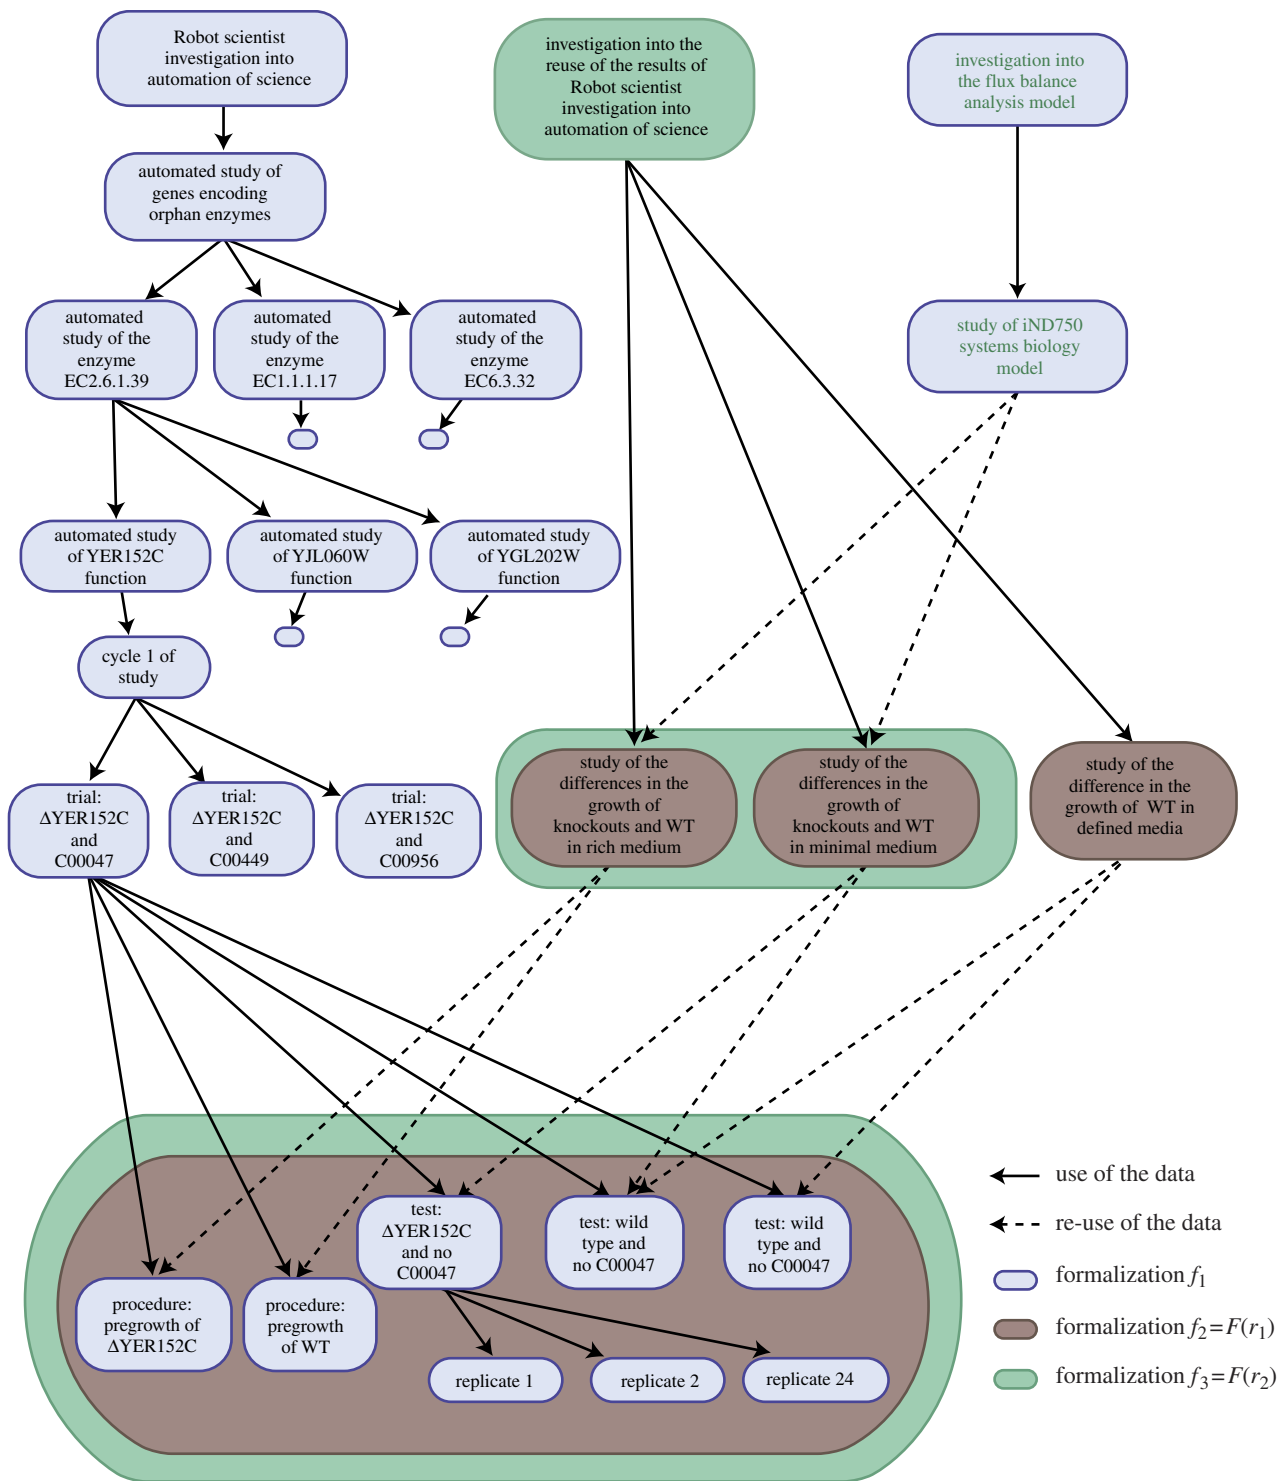 Robot scientist
investigation into
automation of science
investigation into the
reuse of the results of
Robot scientist
investigation into
automation of science
investigation into
the flux balance
analysis model
automated study of
genes encoding
orphan enzymes
automated
study of the
enzyme
EC2.6.1.39
automated
study of the
enzyme
EC1.1.1.17
automated
study of the
enzyme
EC6.3.32
study of iND750
systems biology
model
automated study
of YER152C
function
automated study
of YJL060W
function
automated study
of YGL202W
function
cycle 1 of
study
trial:
ΔYER152C
and
C00047
trial:
ΔYER152C
and
C00449
trial:
ΔYER152C
and
C00956
study of the
differences in the
growth of
knockouts and WT
in rich medium
study of the
differences in the
growth of
knockouts and WT
in minimal medium
study of the
difference in the
growth of WT in
defined media
test:
ΔYER152C
and no
C00047
test: wild
type and
no C00047
test: wild
type and
no C00047
procedure:
pregrowth of
ΔYER152C
procedure:
pregrowth
of WT
replicate 1
replicate 2
replicate 24
use of the data
re-use of the data
formalization f1
formalization f2=F(r1)
formalization f3=F(r2)